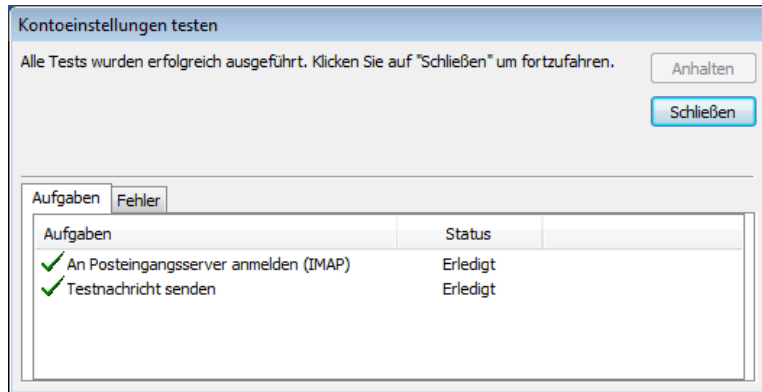 Kontoeinstellungen testen
Alle Tests wurden erfolgreich ausgeführt. Klicken Sie auf "Schließen" um fortzufahren.
Anhalten
Schließen
Aufgaben Fehler
Aufgaben Status
An Posteingangsserver anmelden (IMAP) Erledigt
Testnachricht senden Erledigt